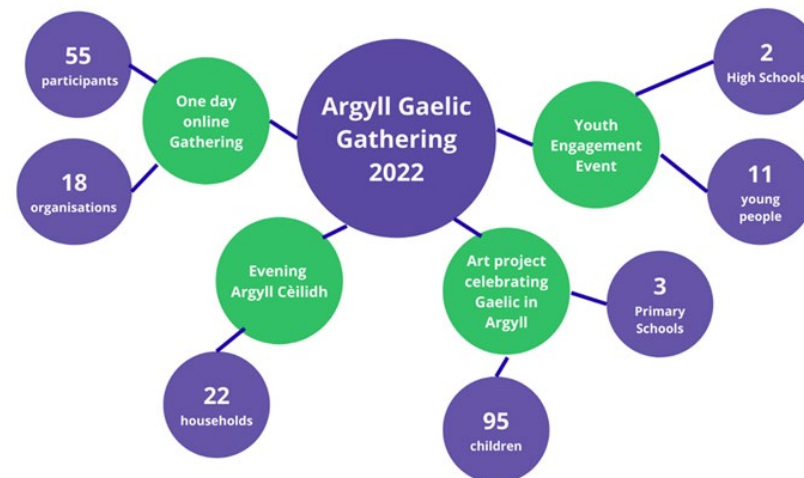 Argyll Gaelic
Gathering
2022
One day
online
Gathering
55
participants
18
organisations
Evening
Argyll Cèilidh
22
households
Art project
celebrating
Gaelic in
Argyll
3
Primary
Schools
95
children
Youth
Engagement
Event
2
High Schools
11
young
people